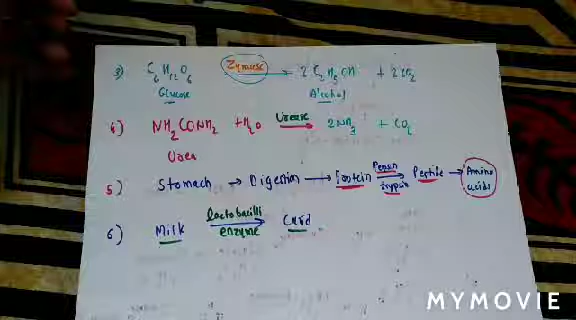 3) C6H12O6 Zymase → 2C2H5OH + 2CO2
Glucose Alcohol
4) NH2CONH2 + H2O Urease → 2NH3 + CO2
Urea
5) Stomach → Digestion → Protein Pepsin trypsin → Peptide → Amino acids
6) Milk lactobacilli enzyme → Curd
MYMOVIE